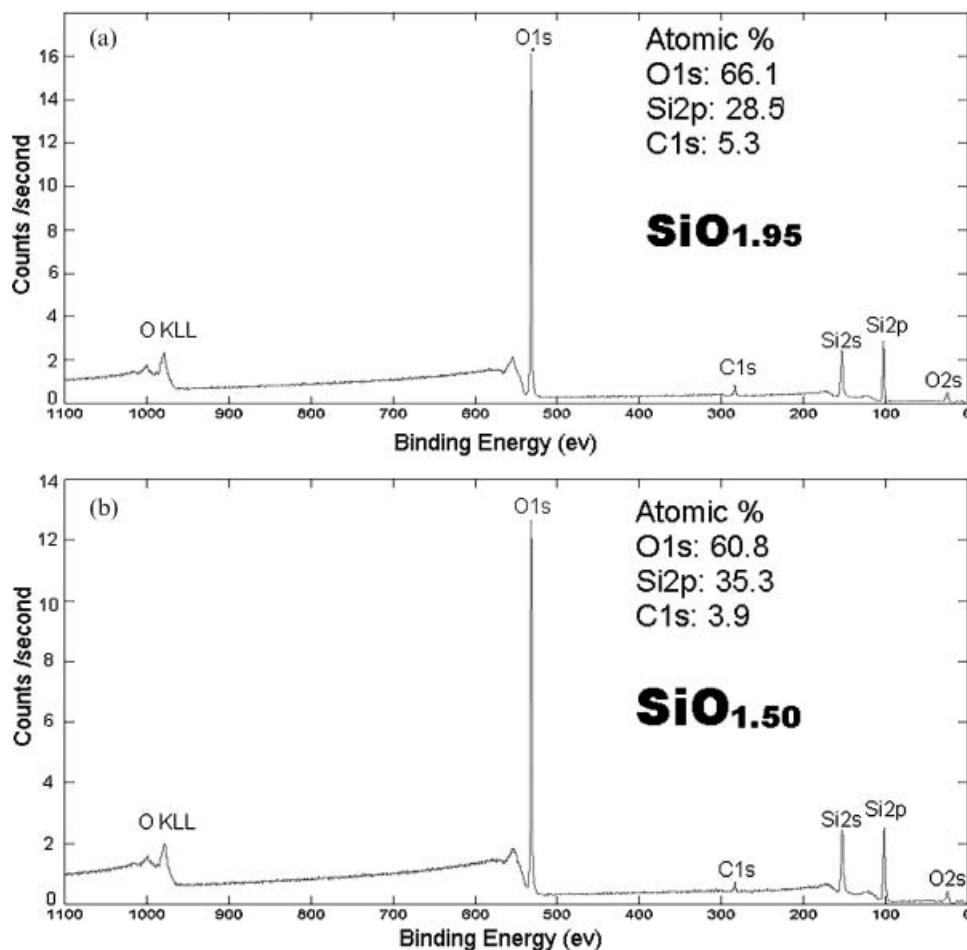 (a)
O1s
Atomic %
O1s: 66.1
Si2p: 28.5
C1s: 5.3
SiO1.95
O KLL
C1s
Si2s
Si2p
O2s
16
14
12
10
8
6
4
2
0
Counts /second
1100 1000 900 800 700 600 500 400 300 200 100 0
Binding Energy (ev)
(b)
O1s
Atomic %
O1s: 60.8
Si2p: 35.3
C1s: 3.9
SiO1.50
O KLL
C1s
Si2s
Si2p
O2s
14
12
10
8
6
4
2
0
Counts /second
1100 1000 900 800 700 600 500 400 300 200 100 0
Binding Energy (ev)